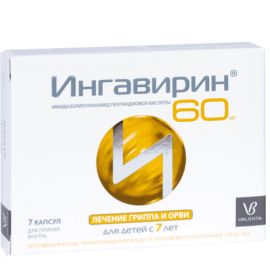 ИНГАВИРИН®
ИМИДАЗОЛИЛЭТАНАМИД ПЕНТАНДИОВОЙ КИСЛОТЫ
60 мг
ЛЕЧЕНИЕ ГРИППА И ОРВИ
для детей с 7 лет
7 КАПСУЛ
ДЛЯ ПРИЕМА
ВНУТРЬ
VALENTA